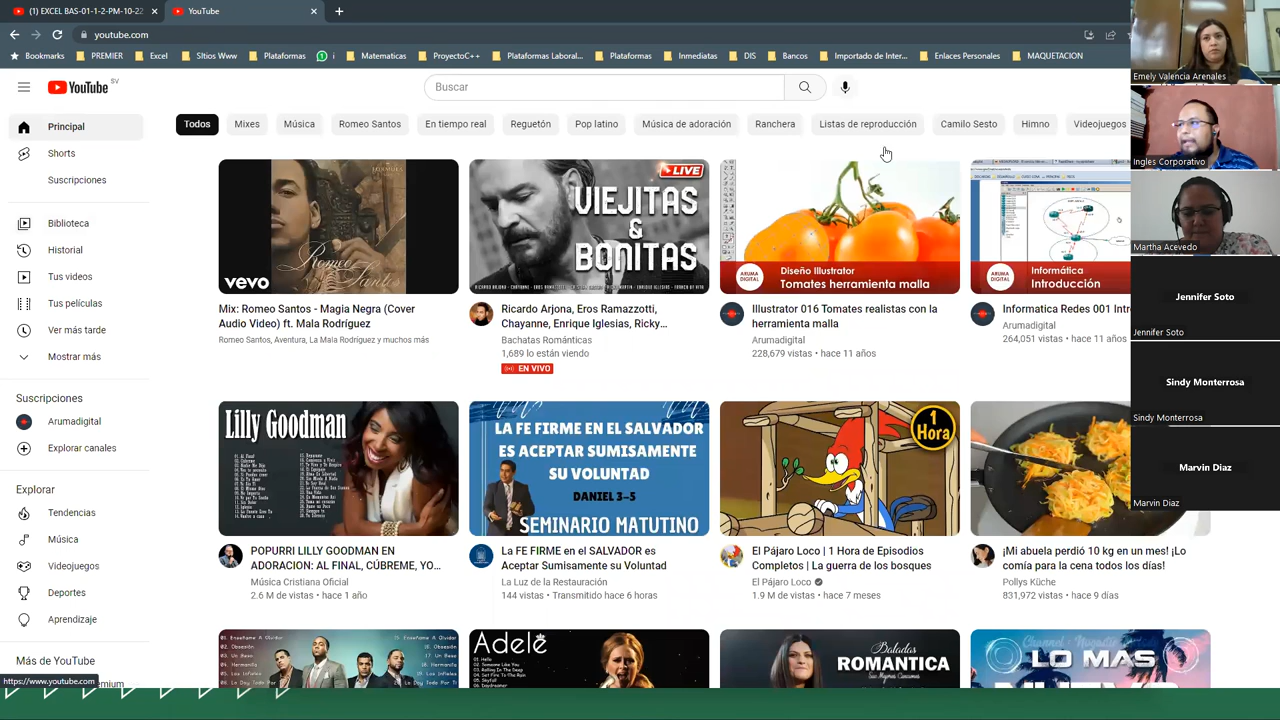 (1) EXCEL BAS-01-1-2-PM-10-22
YouTube
youtube.com
Bookmarks
PREMIER
Excel
SItios Www
Plataformas
i
Matematicas
ProyectoC++
Plataformas Laboral...
Plataformas
Inmediatas
DIS
Bancos
Importado de Inter...
Enlaces Personales
MAQUETACION
YouTube SV
Buscar
Principal
Shorts
Suscripciones
Biblioteca
Historial
Tus videos
Tus películas
Ver más tarde
Mostrar más
Suscripciones
Arumadigital
Explorar canales
Explorar
Tendencias
Música
Videojuegos
Deportes
Aprendizaje
Más de YouTube
https://www.youtube.com
Todos
Mixes
Música
Romeo Santos
En tiempo real
Reguetón
Pop latino
Música de adoración
Ranchera
Listas de reproducción
Camilo Sesto
Himno
Videojuegos
vevo
Mix: Romeo Santos - Magia Negra (Cover
Audio Video) ft. Mala Rodríguez
Romeo Santos, Aventura, La Mala Rodríguez y muchos más
LIVE
VIEJITAS
&
BONITAS
Ricardo Arjona, Eros Ramazzotti,
Chayanne, Enrique Iglesias, Ricky...
Bachatas Románticas
1,689 lo están viendo
EN VIVO
ARUMA
DIGITAL
Diseño Illustrator
Tomates herramienta malla
Illustrator 016 Tomates realistas con la
herramienta malla
Arumadigital
228,679 vistas • hace 11 años
ARUMA
DIGITAL
Informática
Introducción
Informatica Redes 001 Intr
Arumadigital
264,051 vistas • hace 11 años
Lilly Goodman
POPURRI LILLY GOODMAN EN
ADORACION: AL FINAL, CÚBREME, YO...
Música Cristiana Oficial
2.6 M de vistas • hace 1 año
LA FE FIRME EN EL SALVADOR
ES ACEPTAR SUMISAMENTE
SU VOLUNTAD
DANIEL 3-5
SEMINARIO MATUTINO
La FE FIRME en el SALVADOR es
Aceptar Sumisamente su Voluntad
La Luz de la Restauración
144 vistas • Transmitido hace 6 horas
1
Hora
El Pájaro Loco | 1 Hora de Episodios
Completos | La guerra de los bosques
El Pájaro Loco
1.9 M de vistas • hace 7 meses
¡Mi abuela perdió 10 kg en un mes! ¡Lo
comía para la cena todos los días!
Pollys Küche
831,972 vistas • hace 9 días
Adele
Baladas
ROMANTICA
LO MAS
Emely Valencia Arenales
Ingles Corporativo
Martha Acevedo
Jennifer Soto
Jennifer Soto
Sindy Monterrosa
Sindy Monterrosa
Marvin Diaz
Marvin Diaz